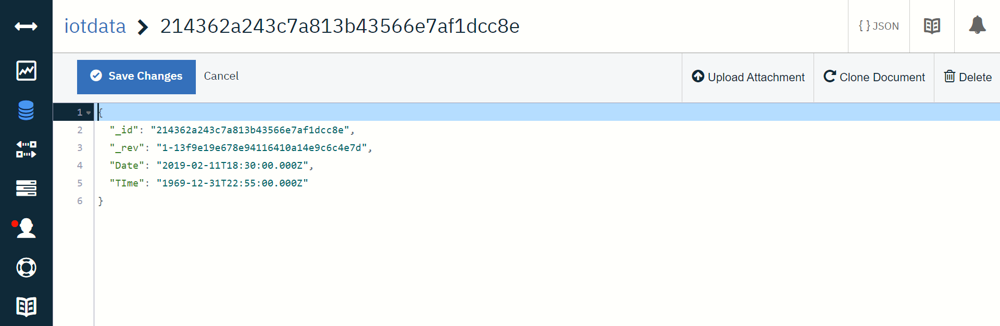 iotdata > 214362a243c7a813b43566e7af1dcc8e
{ } JSON
Save Changes Cancel
Upload Attachment Clone Document Delete
1 {
2 "_id": "214362a243c7a813b43566e7af1dcc8e",
3 "_rev": "1-13f9e19e678e94116410a14e9c6c4e7d",
4 "Date": "2019-02-11T18:30:00.000Z",
5 "TIme": "1969-12-31T22:55:00.000Z"
6 }